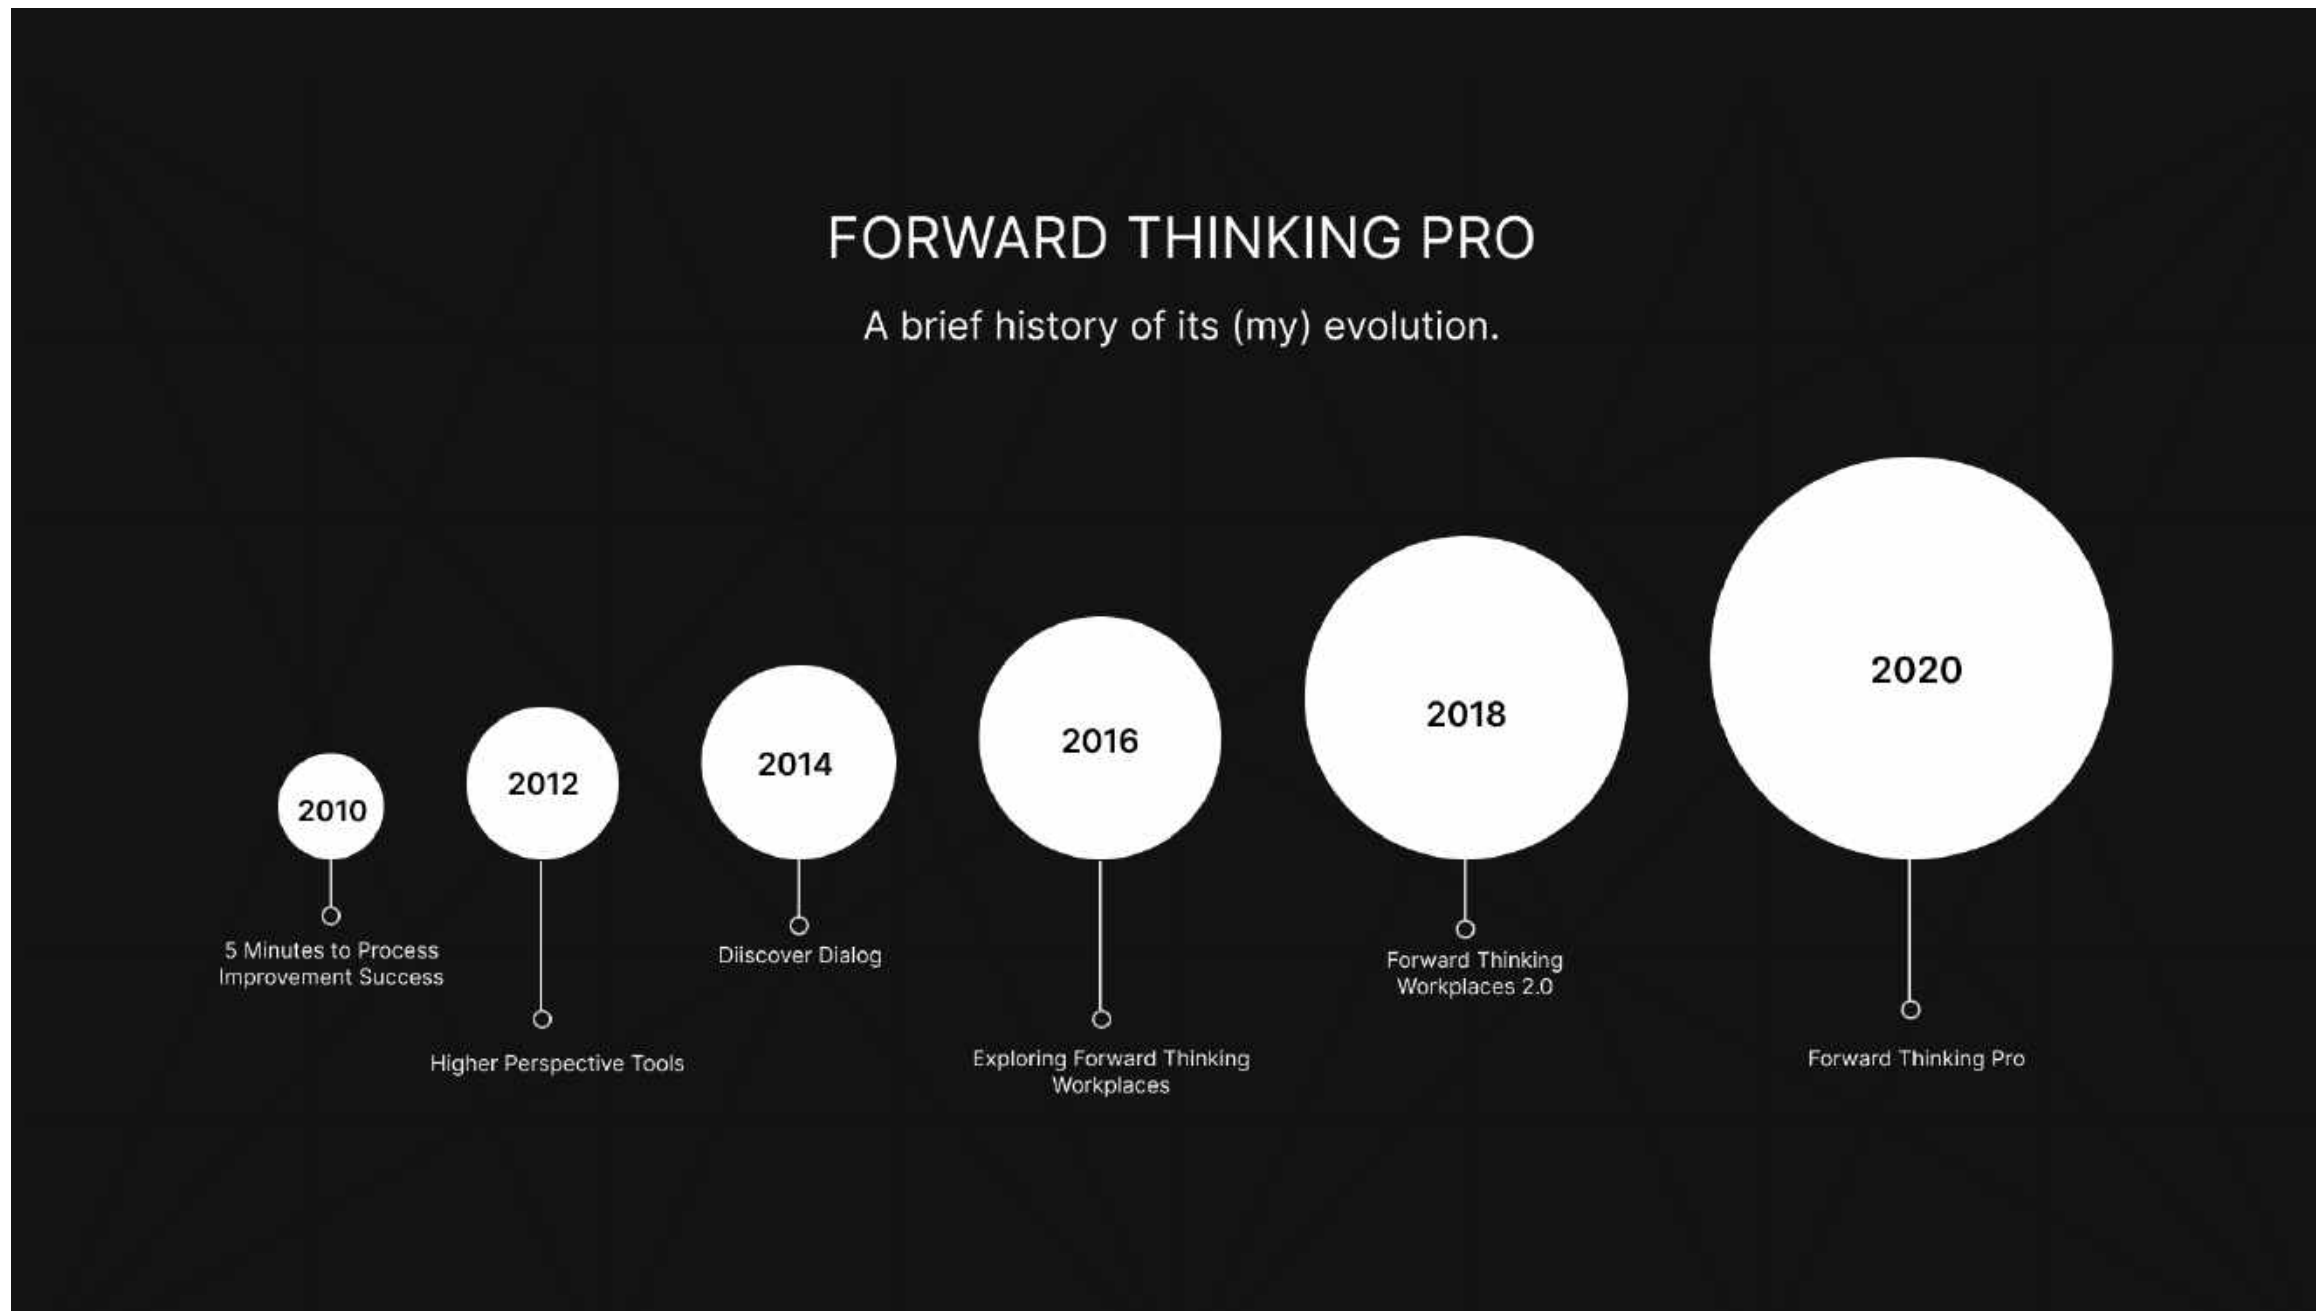 FORWARD THINKING PRO
A brief history of its (my) evolution.
2010
5 Minutes to Process
Improvement Success
2012
Higher Perspective Tools
2014
Diiscover Dialog
2016
Exploring Forward Thinking
Workplaces
2018
Forward Thinking
Workplaces 2.0
2020
Forward Thinking Pro